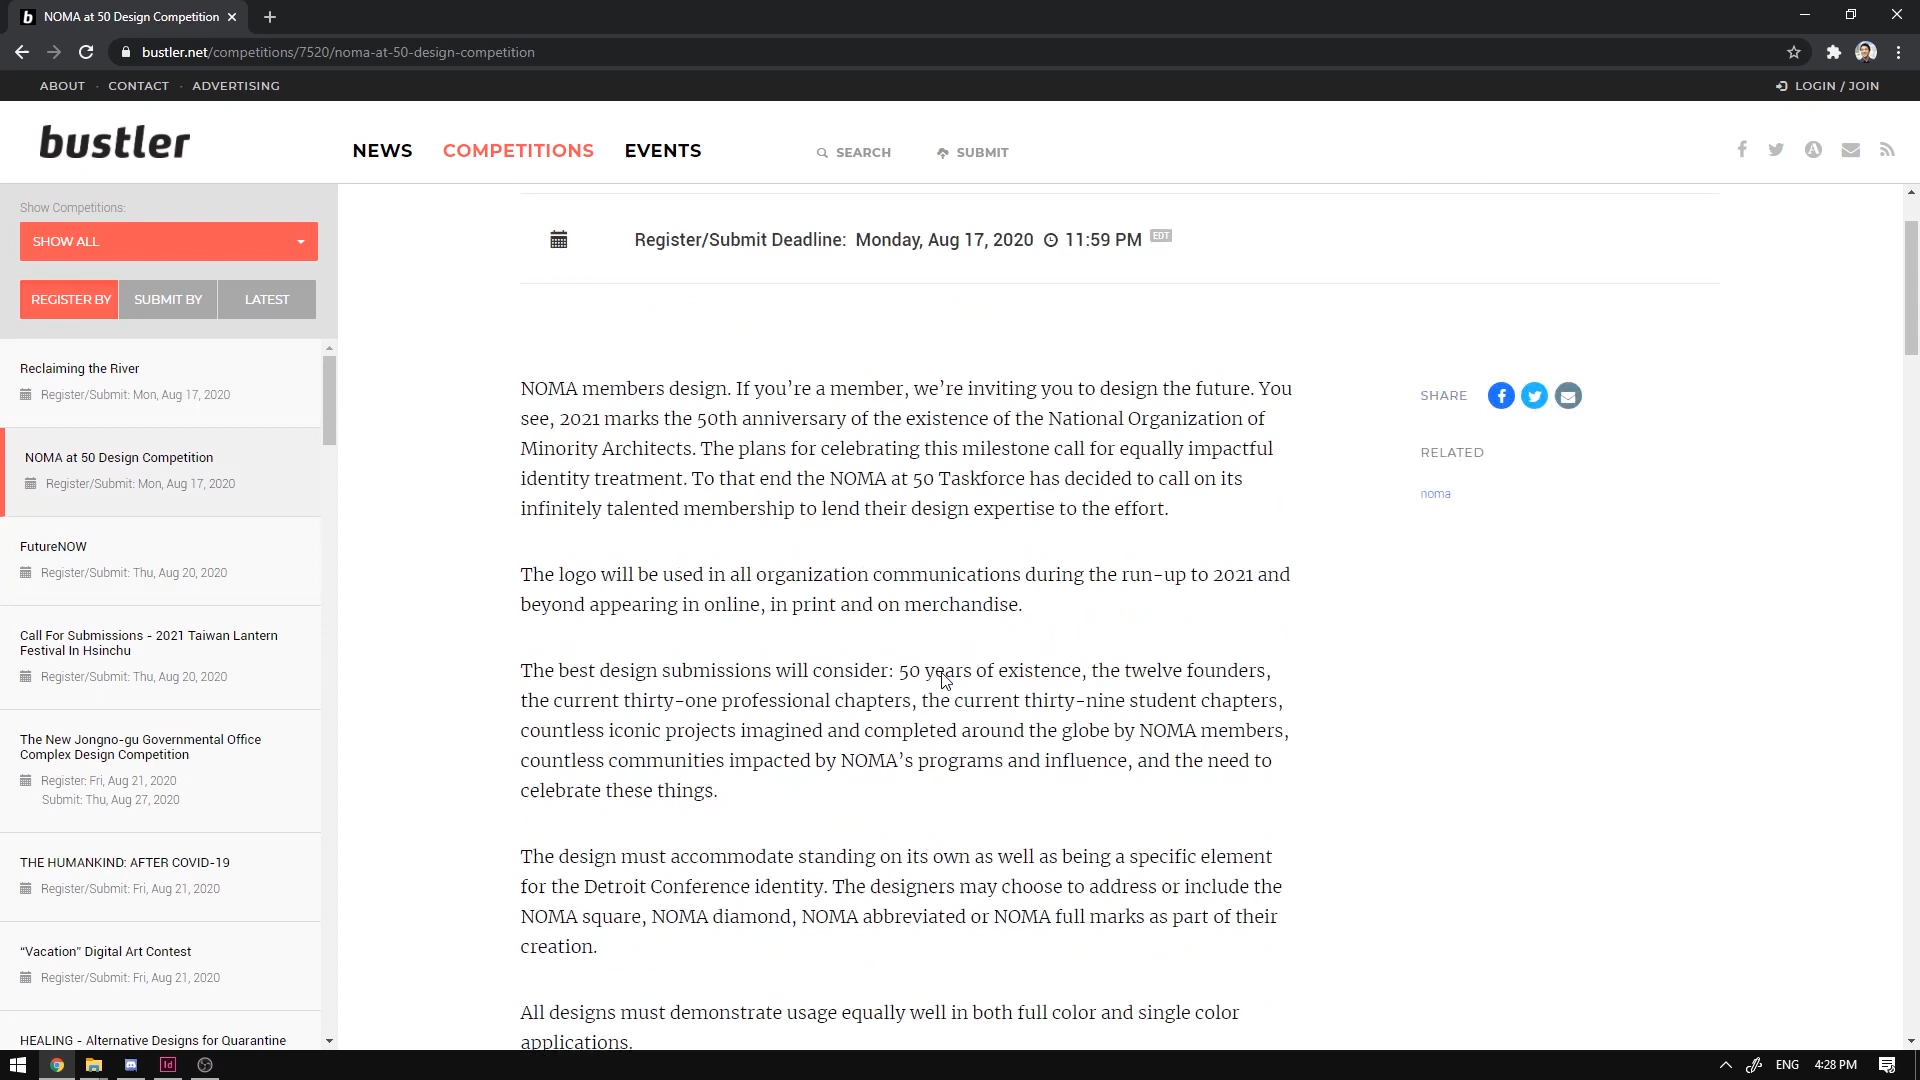 NOMA at 50 Design Competition
bustler.net/competitions/7520/noma-at-50-design-competition
ABOUT · CONTACT · ADVERTISING
LOGIN / JOIN
bustler
NEWS COMPETITIONS EVENTS SEARCH SUBMIT
Show Competitions:
SHOW ALL
REGISTER BY SUBMIT BY LATEST
Reclaiming the River
Register/Submit: Mon, Aug 17, 2020
NOMA at 50 Design Competition
Register/Submit: Mon, Aug 17, 2020
FutureNOW
Register/Submit: Thu, Aug 20, 2020
Call For Submissions - 2021 Taiwan Lantern
Festival In Hsinchu
Register/Submit: Thu, Aug 20, 2020
The New Jongno-gu Governmental Office
Complex Design Competition
Register: Fri, Aug 21, 2020
Submit: Thu, Aug 27, 2020
THE HUMANKIND: AFTER COVID-19
Register/Submit: Fri, Aug 21, 2020
“Vacation” Digital Art Contest
Register/Submit: Fri, Aug 21, 2020
HEALING - Alternative Designs for Quarantine
Register/Submit Deadline: Monday, Aug 17, 2020 11:59 PM EDT
NOMA members design. If you’re a member, we’re inviting you to design the future. You
see, 2021 marks the 50th anniversary of the existence of the National Organization of
Minority Architects. The plans for celebrating this milestone call for equally impactful
identity treatment. To that end the NOMA at 50 Taskforce has decided to call on its
infinitely talented membership to lend their design expertise to the effort.
The logo will be used in all organization communications during the run-up to 2021 and
beyond appearing in online, in print and on merchandise.
The best design submissions will consider: 50 years of existence, the twelve founders,
the current thirty-one professional chapters, the current thirty-nine student chapters,
countless iconic projects imagined and completed around the globe by NOMA members,
countless communities impacted by NOMA’s programs and influence, and the need to
celebrate these things.
The design must accommodate standing on its own as well as being a specific element
for the Detroit Conference identity. The designers may choose to address or include the
NOMA square, NOMA diamond, NOMA abbreviated or NOMA full marks as part of their
creation.
All designs must demonstrate usage equally well in both full color and single color
applications.
SHARE
RELATED
noma
ENG 4:28 PM